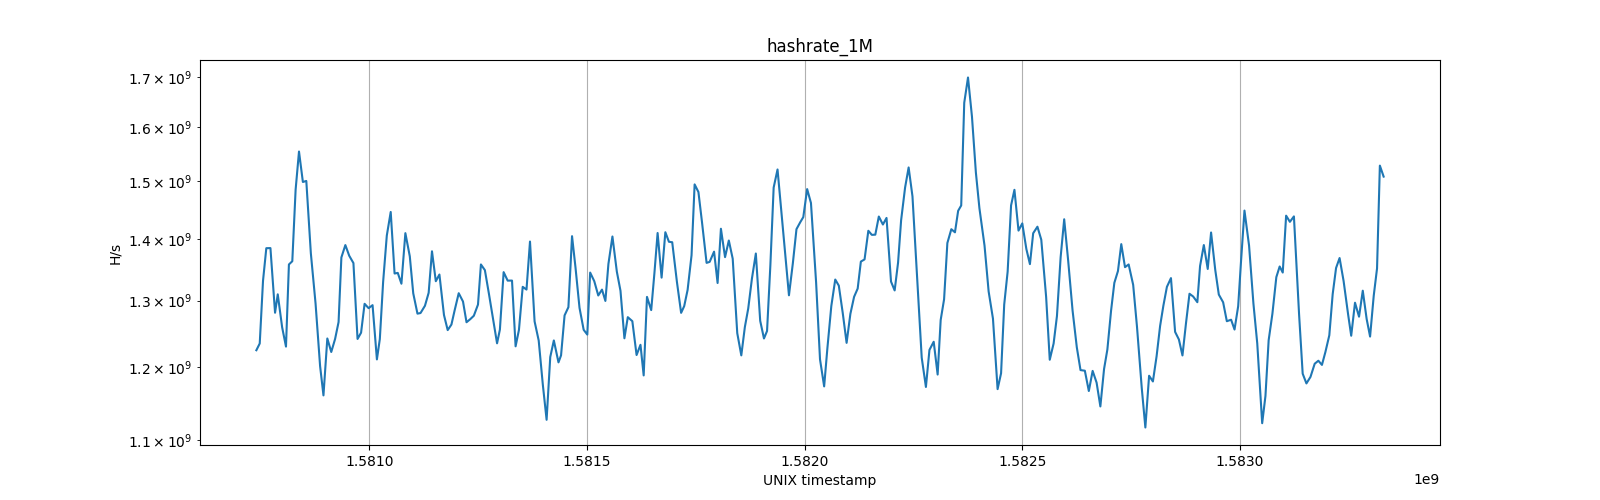 hashrate_1M
H/s
1.7 × 10⁹
1.6 × 10⁹
1.5 × 10⁹
1.4 × 10⁹
1.3 × 10⁹
1.2 × 10⁹
1.1 × 10⁹
1.5810 1.5815 1.5820 1.5825 1.5830
UNIX timestamp
1e9